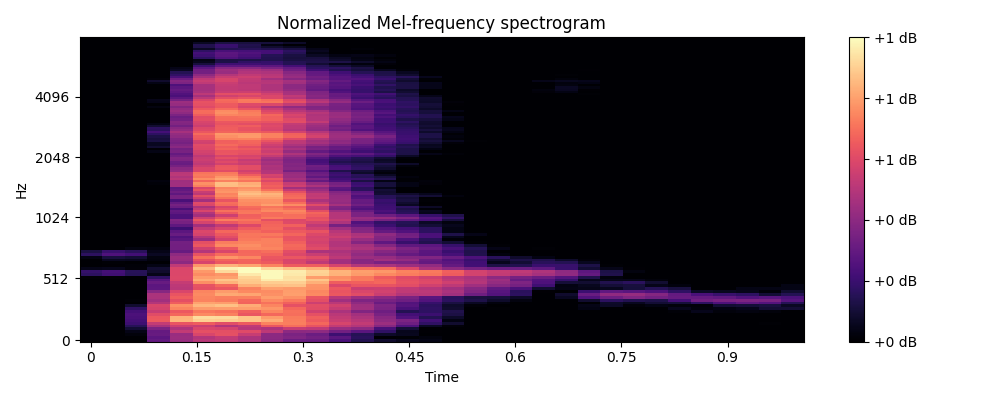 Normalized Mel-frequency spectrogram
+1 dB
4096
+1 dB
2048
+1 dB
Hz
1024
+0 dB
512
+0 dB
0
+0 dB
0 0.15 0.3 0.45 0.6 0.75 0.9
Time